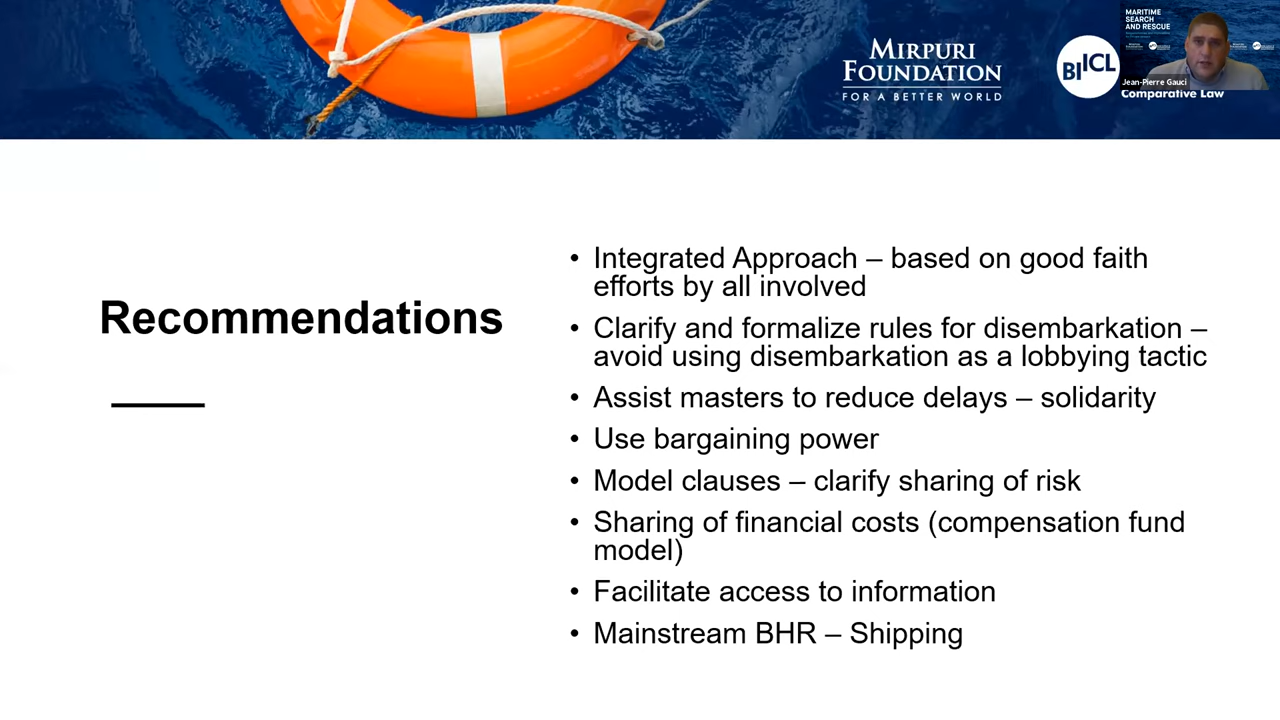 MIRPURI
FOUNDATION
FOR A BETTER WORLD
BIICL
MARITIME
SEARCH
AND RESCUE
Jean-Pierre Gauci
Comparative Law
Recommendations
• Integrated Approach – based on good faith
efforts by all involved
• Clarify and formalize rules for disembarkation –
avoid using disembarkation as a lobbying tactic
• Assist masters to reduce delays – solidarity
• Use bargaining power
• Model clauses – clarify sharing of risk
• Sharing of financial costs (compensation fund
model)
• Facilitate access to information
• Mainstream BHR – Shipping